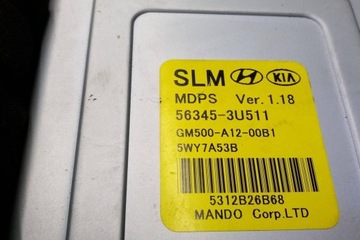 SLM KIA
MDPS Ver. 1.18
56345-3U511
GM500-A12-00B1
5WY7A53B
5312B26B68
MANDO Corp.LTD